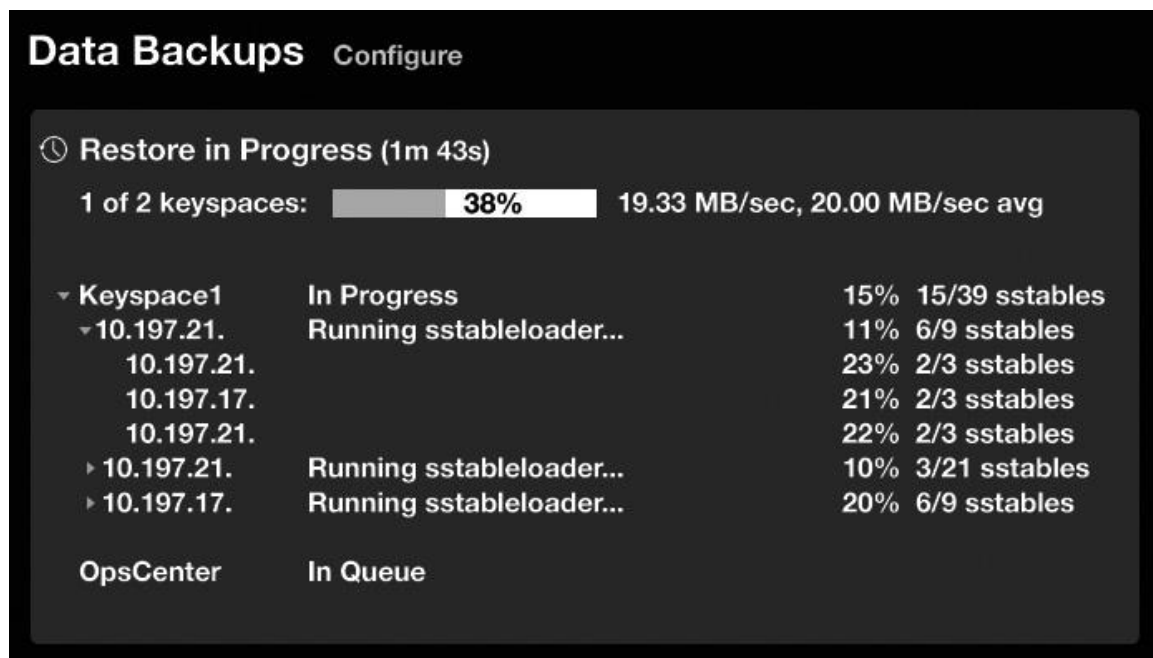 Data Backups Configure
Restore in Progress (1m 43s)
1 of 2 keyspaces: 38% 19.33 MB/sec, 20.00 MB/sec avg
Keyspace1 In Progress 15% 15/39 sstables
10.197.21. Running sstableloader... 11% 6/9 sstables
10.197.21. 23% 2/3 sstables
10.197.17. 21% 2/3 sstables
10.197.21. 22% 2/3 sstables
10.197.21. Running sstableloader... 10% 3/21 sstables
10.197.17. Running sstableloader... 20% 6/9 sstables
OpsCenter In Queue